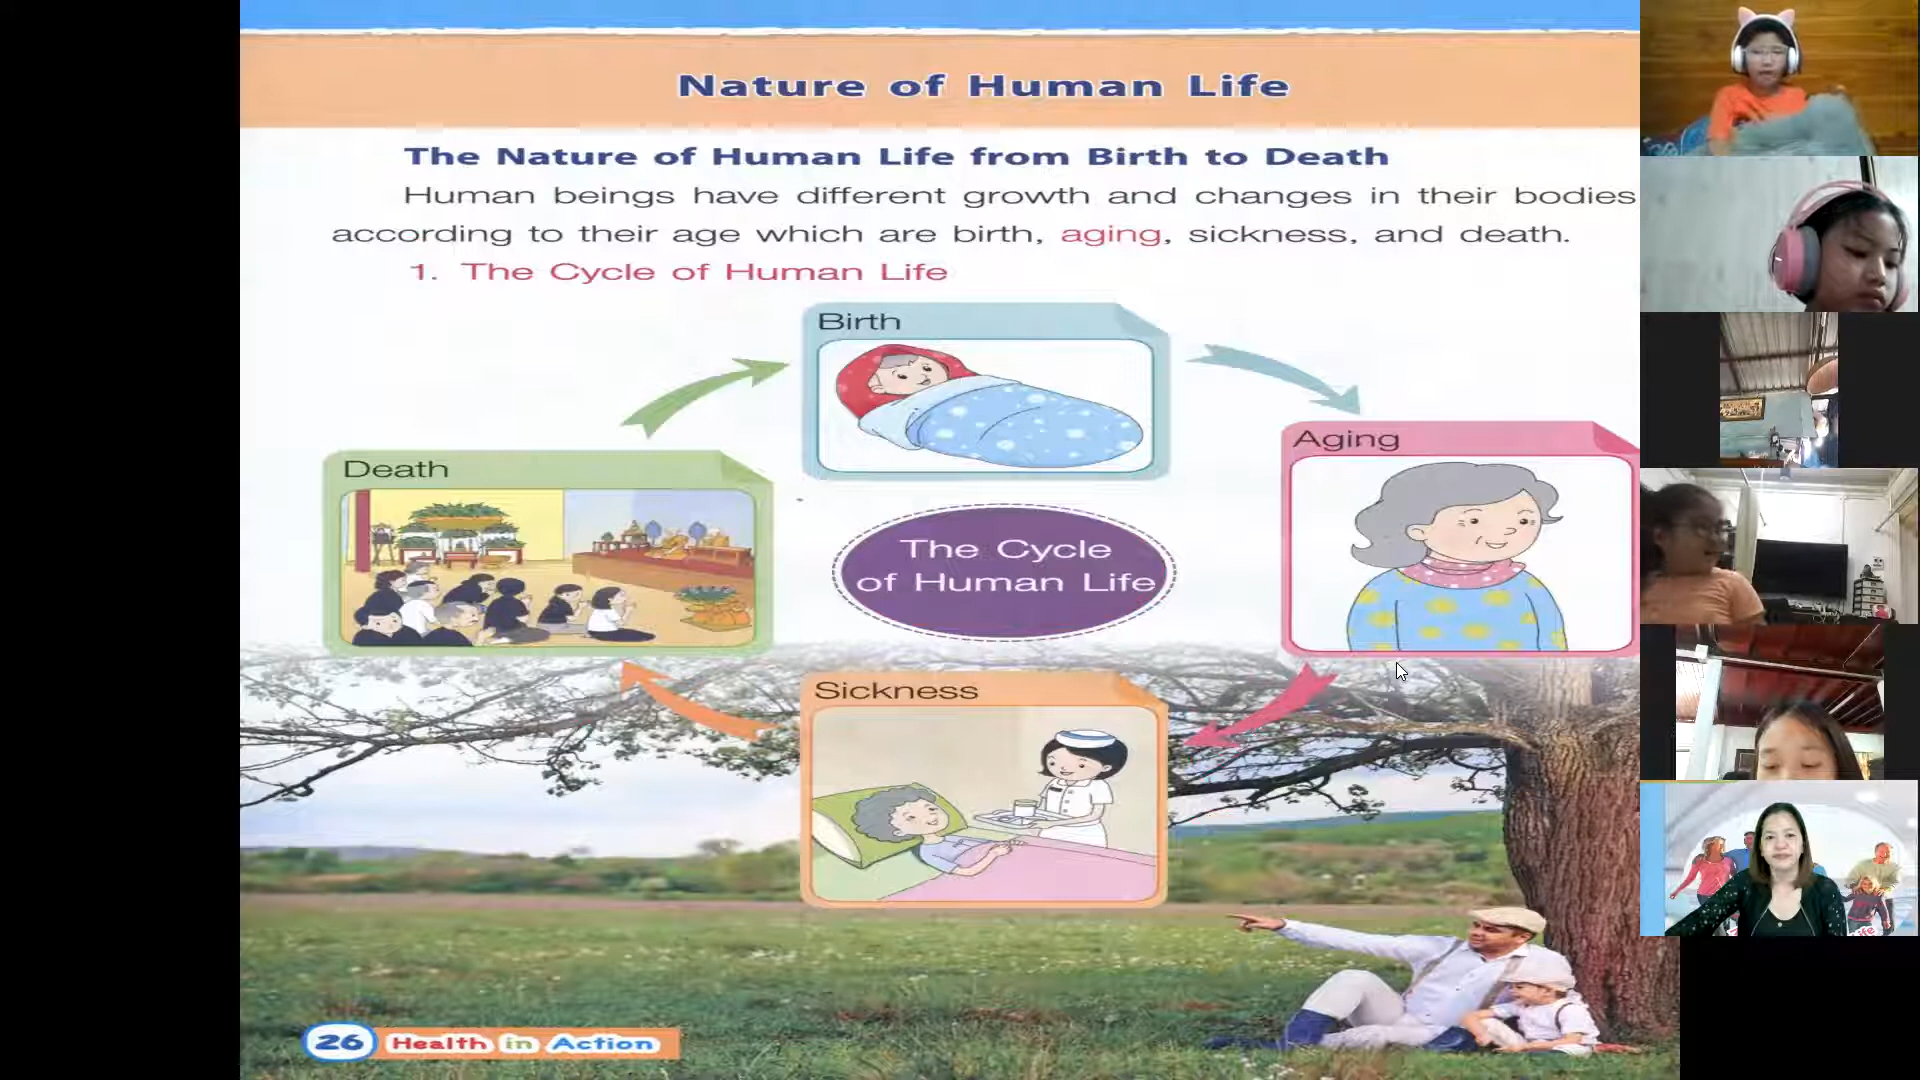 Nature of Human Life
The Nature of Human Life from Birth to Death
Human beings have different growth and changes in their bodies
according to their age which are birth, aging, sickness, and death.
1. The Cycle of Human Life
Birth
Aging
Death
The Cycle
of Human Life
Sickness
26 Health in Action